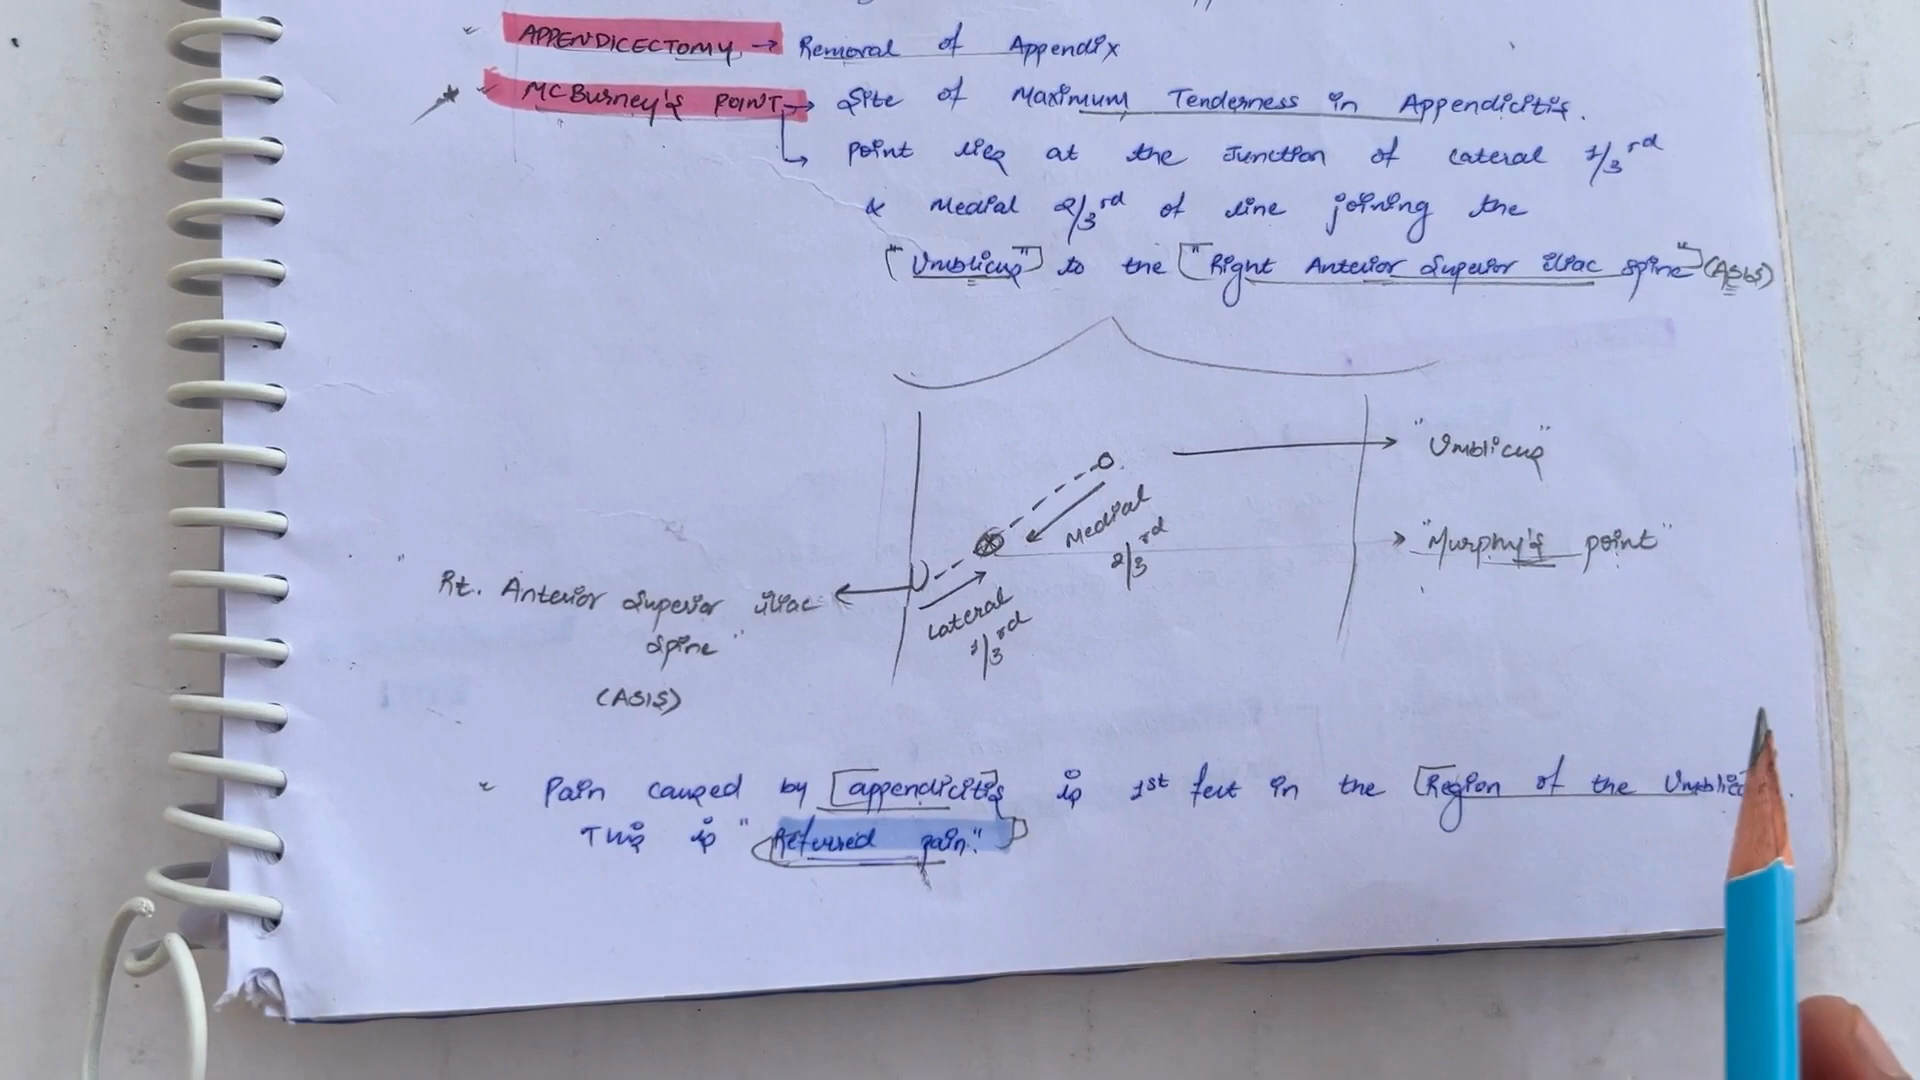 APPENDICECTOMY → Removal of Appendix
MCBurney's POINT → Site of Maximum Tenderness in Appendicitis.
Point lies at the Junction of Lateral 1/3rd
& Medial 2/3rd of line joining the
["Umblicus"] to the ["Right Anterior Superior iliac spine"] (ASIS)
"Umblicus"
Medial
2/3rd
"Murphy's point"
Rt. Anterior Superior iliac
Spine"
(ASIS)
Lateral
1/3rd
Pain caused by [appendicitis] is 1st felt in the [Region of the
This is "Referred pain."